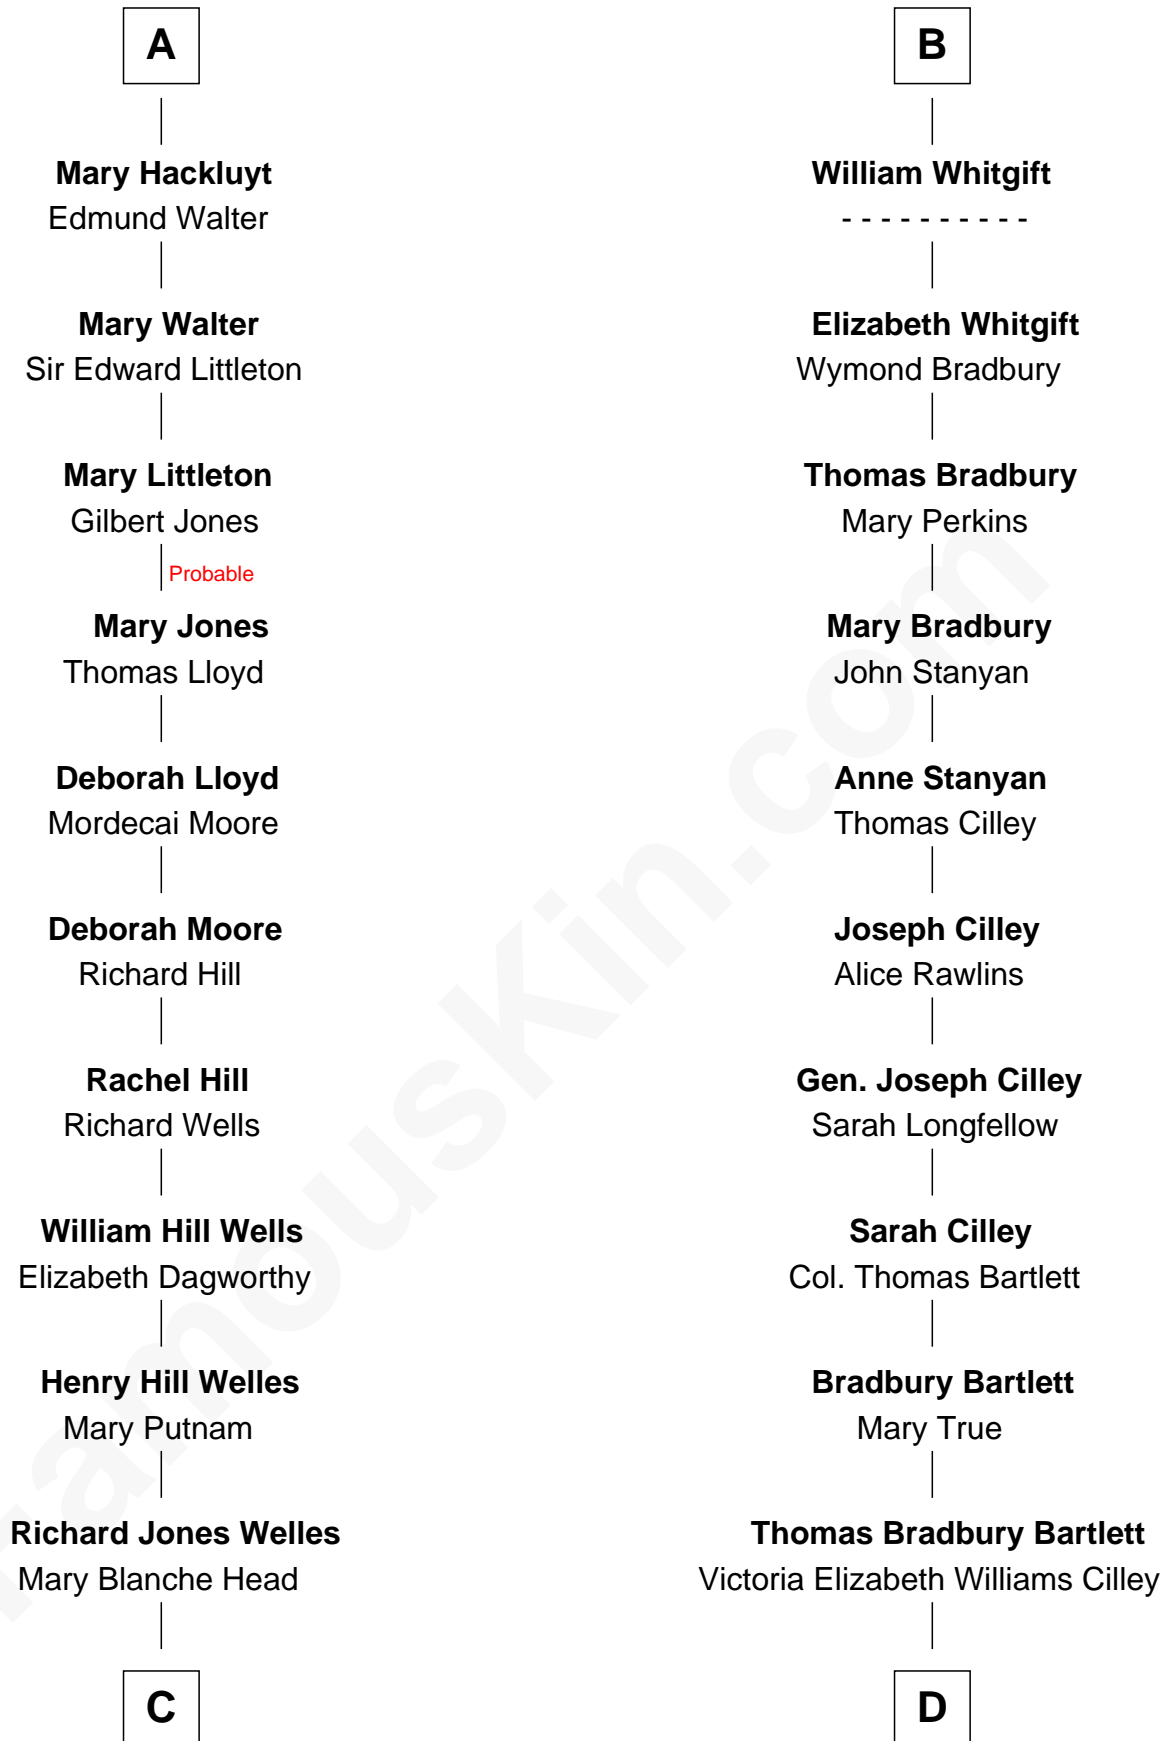 A
Mary Hackluyt
Edmund Walter
Mary Walter
Sir Edward Littleton
Mary Littleton
Gilbert Jones
Probable
Mary Jones
Thomas Lloyd
Deborah Lloyd
Mordecai Moore
Deborah Moore
Richard Hill
Rachel Hill
Richard Wells
William Hill Wells
Elizabeth Dagworthy
Henry Hill Welles
Mary Putnam
Richard Jones Welles
Mary Blanche Head
C
B
William Whitgift
- - - - - - - - - -
Elizabeth Whitgift
Wymond Bradbury
Thomas Bradbury
Mary Perkins
Mary Bradbury
John Stanyan
Anne Stanyan
Thomas Cilley
Joseph Cilley
Alice Rawlins
Gen. Joseph Cilley
Sarah Longfellow
Sarah Cilley
Col. Thomas Bartlett
Bradbury Bartlett
Mary True
Thomas Bradbury Bartlett
Victoria Elizabeth Williams Cilley
D
FamousKin.com